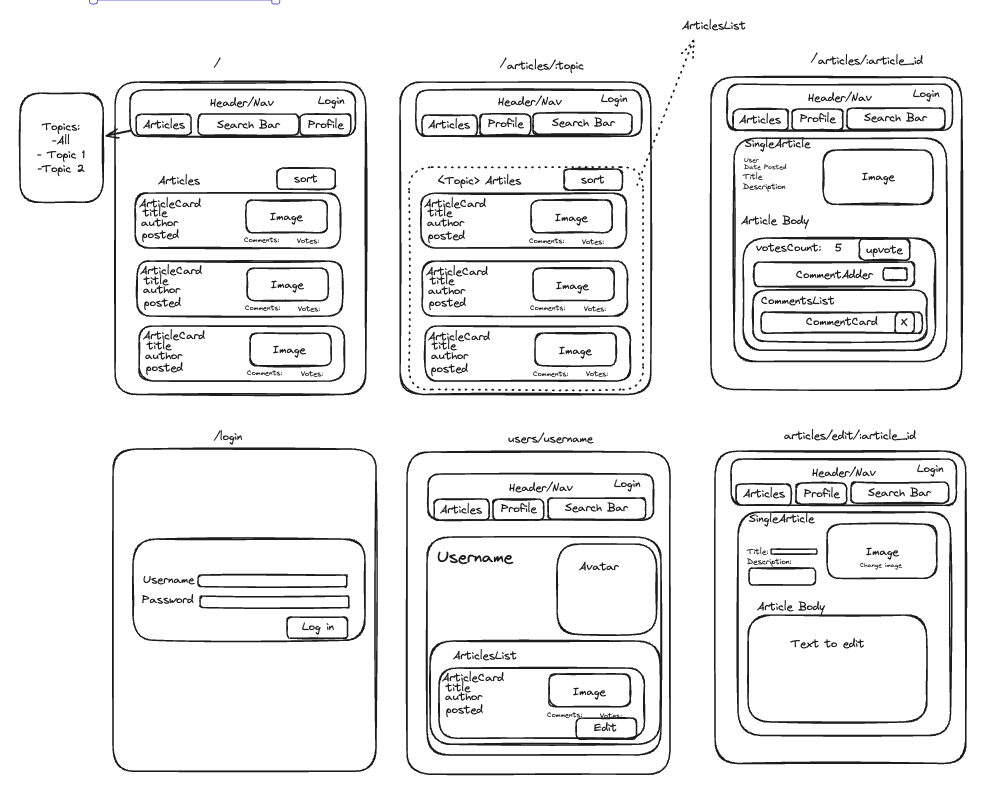 ArticlesList
/
/articles/:topic
/articles/:article_id
Topics:
-All
- Topic 1
-Topic 2
Header/Nav
Login
Articles
Search Bar
Profile
Articles
sort
ArticleCard
title
author
posted
Image
Comments:
Votes:
ArticleCard
title
author
posted
Image
Comments:
Votes:
ArticleCard
title
author
posted
Image
Comments:
Votes:
Header/Nav
Login
Articles
Profile
Search Bar
<Topic> Artiles
sort
ArticleCard
title
author
posted
Image
Comments:
Votes:
ArticleCard
title
author
posted
Image
Comments:
Votes:
ArticleCard
title
author
posted
Image
Comments:
Votes:
Header/Nav
Login
Articles
Profile
Search Bar
SingleArticle
User
Date Posted
Title
Description
Image
Article Body
votesCount: 5
upvote
CommentAdder
CommentsList
CommentCard
X
/login
Username
Password
Log in
users/username
Header/Nav
Login
Articles
Profile
Search Bar
Username
Avatar
ArticlesList
ArticleCard
title
author
posted
Image
Comments:
Votes:
Edit
articles/edit/:article_id
Header/Nav
Login
Articles
Profile
Search Bar
SingleArticle
Title:
Description:
Image
Change image
Article Body
Text to edit